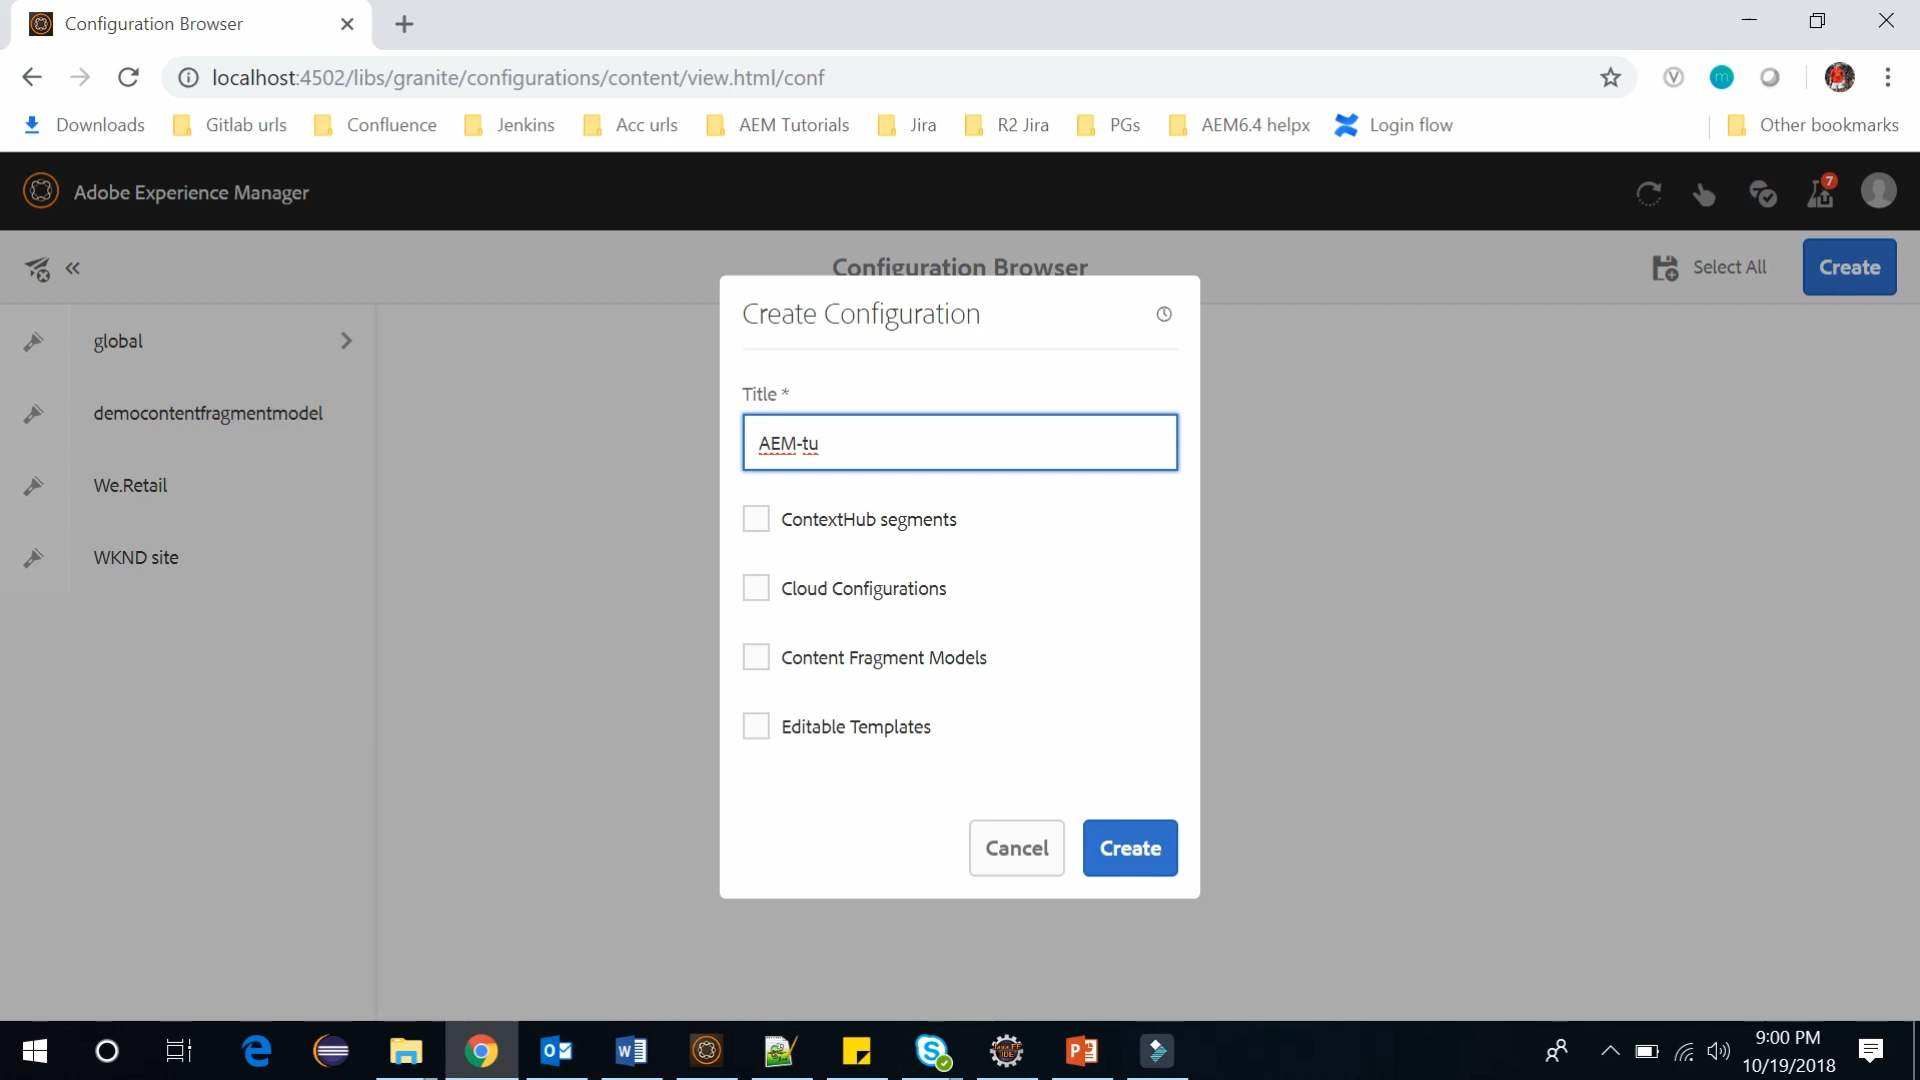 Configuration Browser
localhost:4502/libs/granite/configurations/content/view.html/conf
V
m
Downloads Gitlab urls Confluence Jenkins Acc urls AEM Tutorials Jira R2 Jira PGs AEM6.4 helpx Login flow Other bookmarks
Adobe Experience Manager
7
Configuration Browser
Select All
Create
global
democontentfragmentmodel
We.Retail
WKND site
Create Configuration
Title *
AEM-tu
ContextHub segments
Cloud Configurations
Content Fragment Models
Editable Templates
Cancel
Create
9:00 PM
10/19/2018